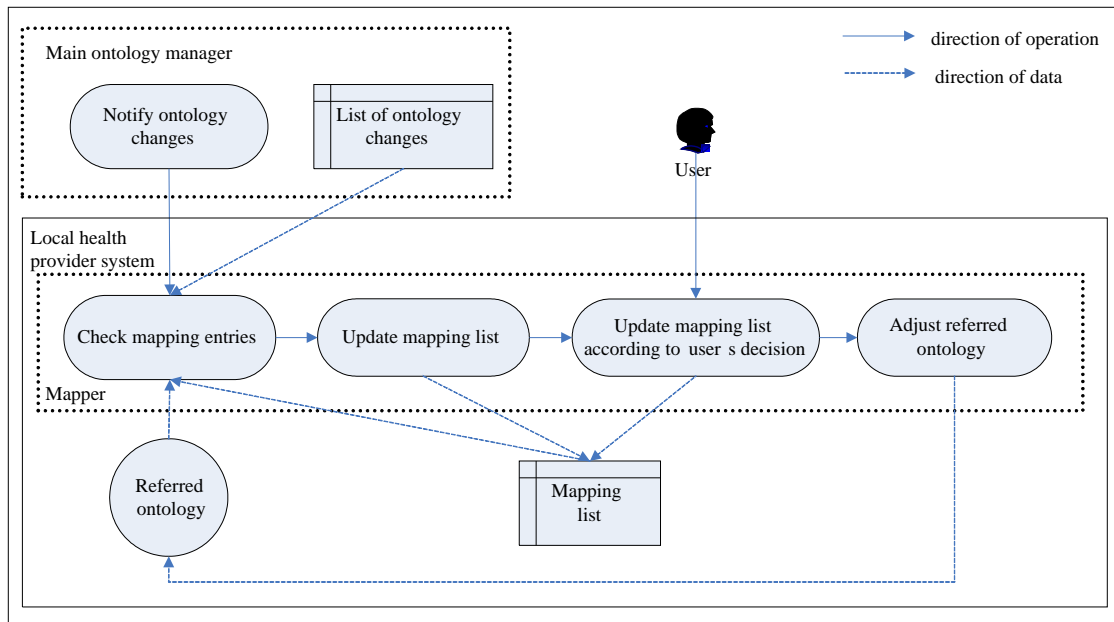 Main ontology manager
Notify ontology
changes
List of ontology
changes
direction of operation
direction of data
User
Local health
provider system
Check mapping entries
Update mapping list
Update mapping list
according to user s decision
Adjust referred
ontology
Mapper
Referred
ontology
Mapping
list